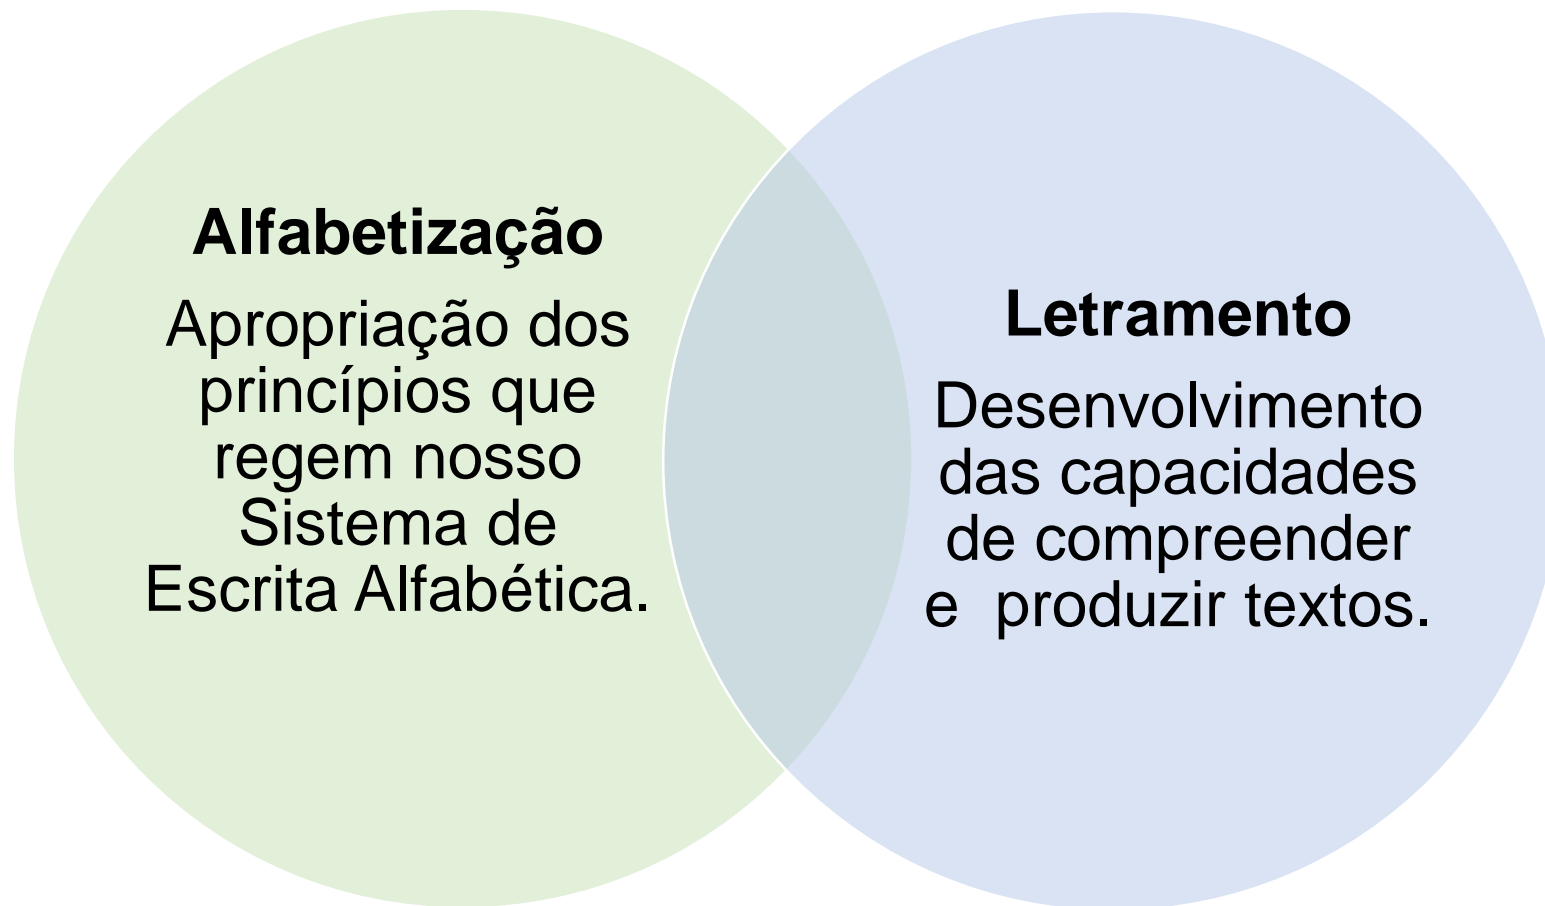 Alfabetização
Apropriação dos
princípios que
regem nosso
Sistema de
Escrita Alfabética.
Letramento
Desenvolvimento
das capacidades
de compreender
e  produzir textos.